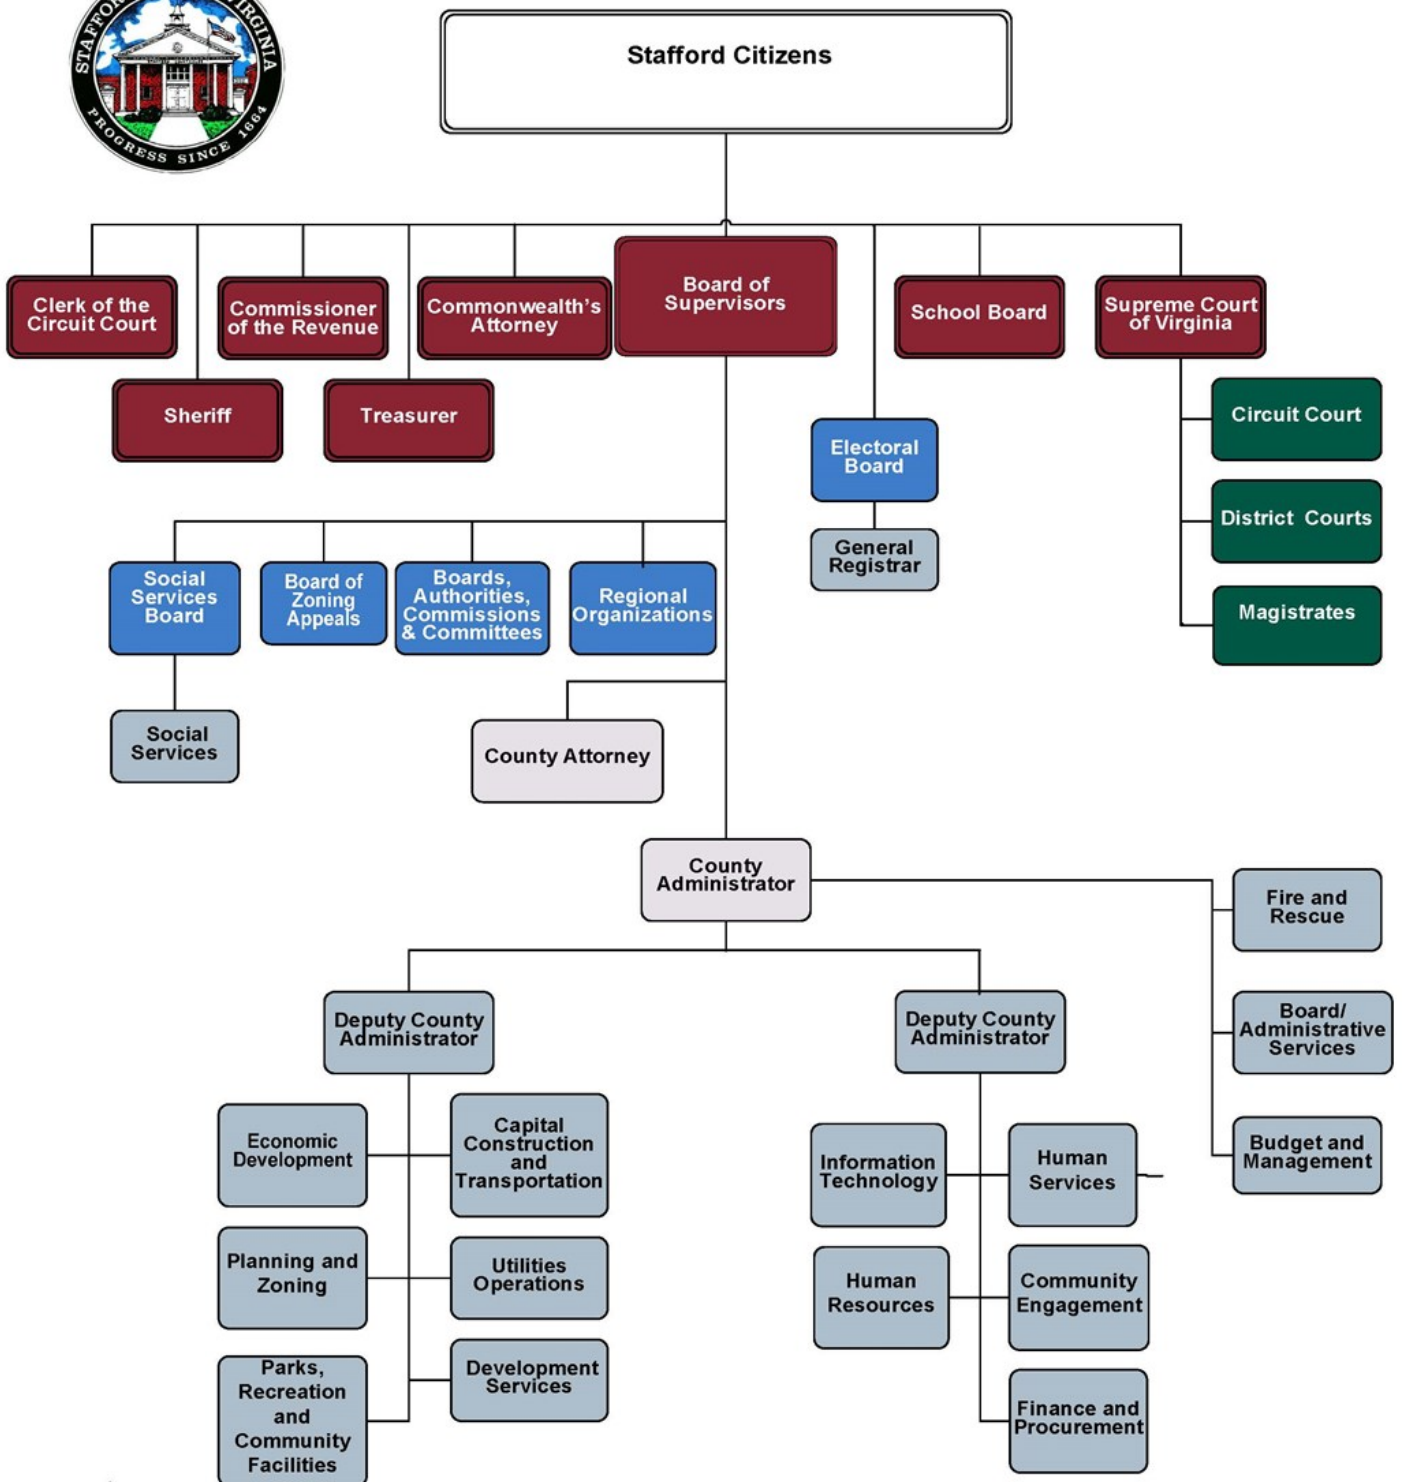 STAFFOR VIRGINIA
PROGRESS SINCE 1664
Stafford Citizens
Clerk of the
Circuit Court
Commissioner
of the Revenue
Commonwealth's
Attorney
Board of
Supervisors
School Board
Supreme Court
of Virginia
Sheriff
Treasurer
Circuit Court
Electoral
Board
District Courts
General
Registrar
Magistrates
Social
Services
Board
Board of
Zoning
Appeals
Boards,
Authorities,
Commissions
& Committees
Regional
Organizations
Social
Services
County Attorney
County
Administrator
Fire and
Rescue
Board/
Administrative
Services
Budget and
Management
Deputy County
Administrator
Deputy County
Administrator
Economic
Development
Capital
Construction
and
Transportation
Planning and
Zoning
Utilities
Operations
Parks,
Recreation
and
Community
Facilities
Development
Services
Information
Technology
Human
Services
Human
Resources
Community
Engagement
Finance and
Procurement